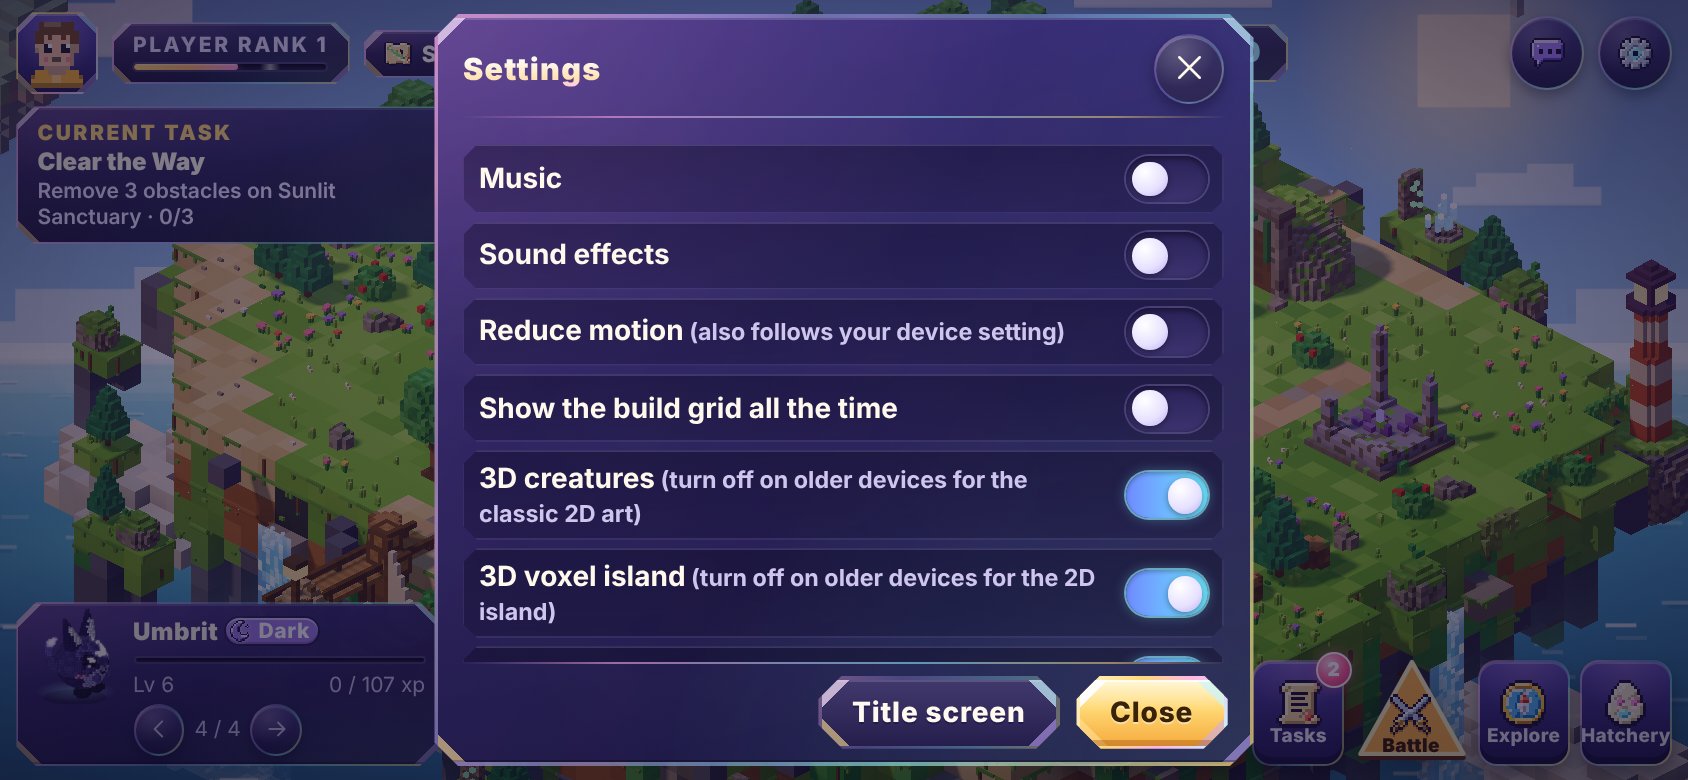 PLAYER RANK 1
S
CURRENT TASK
Clear the Way
Remove 3 obstacles on Sunlit
Sanctuary · 0/3
Settings
Music
Sound effects
Reduce motion (also follows your device setting)
Show the build grid all the time
3D creatures (turn off on older devices for the
classic 2D art)
3D voxel island (turn off on older devices for the 2D
island)
Title screen
Close
Umbrit Dark
Lv 6 0 / 107 xp
4 / 4
2
Tasks
Battle
Explore
Hatchery